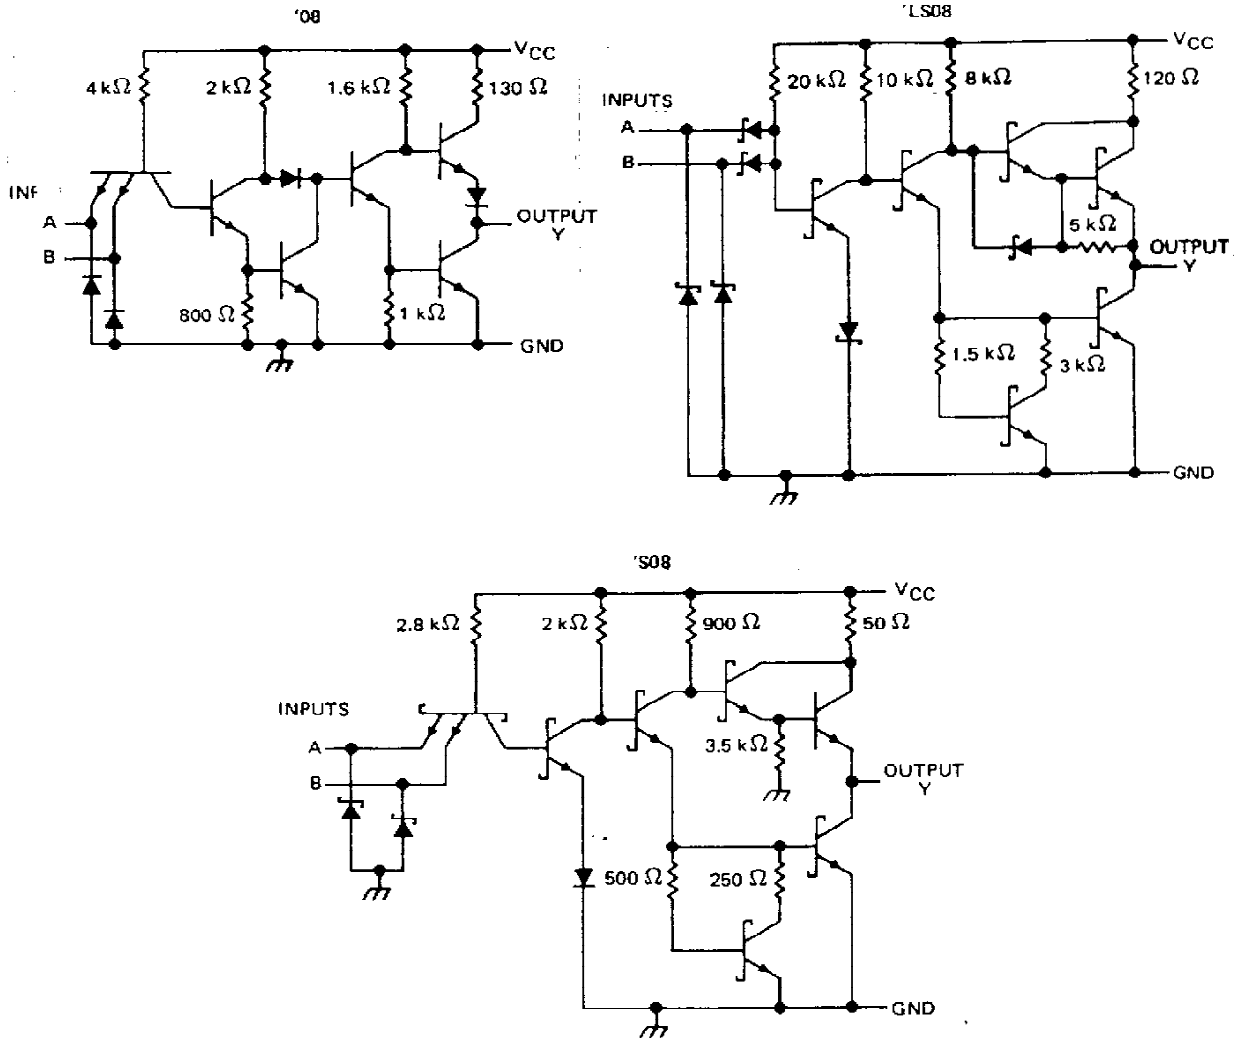 '08
VCC
4 kΩ
2 kΩ
1.6 kΩ
130 Ω
A
B
OUTPUT
Y
800 Ω
1 kΩ
GND
'LS08
VCC
20 kΩ
10 kΩ
8 kΩ
120 Ω
INPUTS
A
B
5 kΩ
OUTPUT
Y
1.5 kΩ
3 kΩ
GND
'S08
VCC
2.8 kΩ
2 kΩ
900 Ω
50 Ω
INPUTS
A
B
3.5 kΩ
OUTPUT
Y
500 Ω
250 Ω
GND